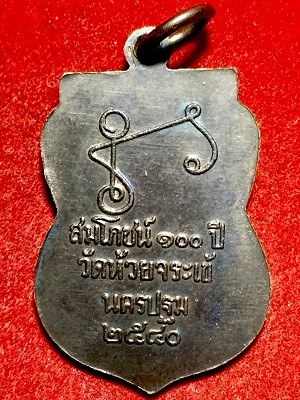 สมโภชน์ ๑๐๐ ปี
วัดห้วยจระเข้
นครปฐม
๒๕๔๐